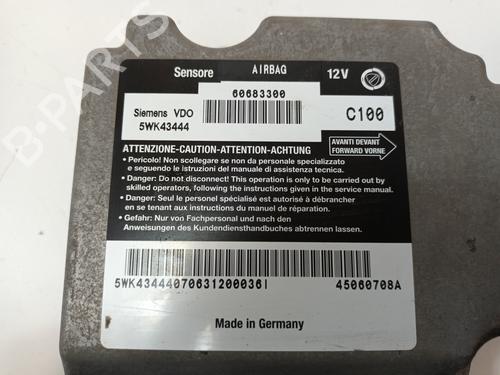 Sensore AIRBAG 12V
60683300
Siemens VDO
5WK43444
C100
ATTENZIONE-CAUTION-ATTENTION-ACHTUNG
AVANTI DEVANT
FORWARD VORNE
• Pericolo! Non scollegare se non da personale specializzato
e seguendo le istruzioni del manuale di assistenza tecnica.
• Danger: Do not disconnect! This operation is only to be carried out by
skilled operators, following the instructions given in the service manual.
• Danger: Seul le personel spécialisé est autorisé à débrancher
en se tenant aux instructions du manuel de réparation.
• Gefahr: Nur von Fachpersonal und nach den
Anweisungen des Kundendiensthandbuches abtrennen lassen.
5WK43444070631200036I 45060708A
Made in Germany
B-PARTS